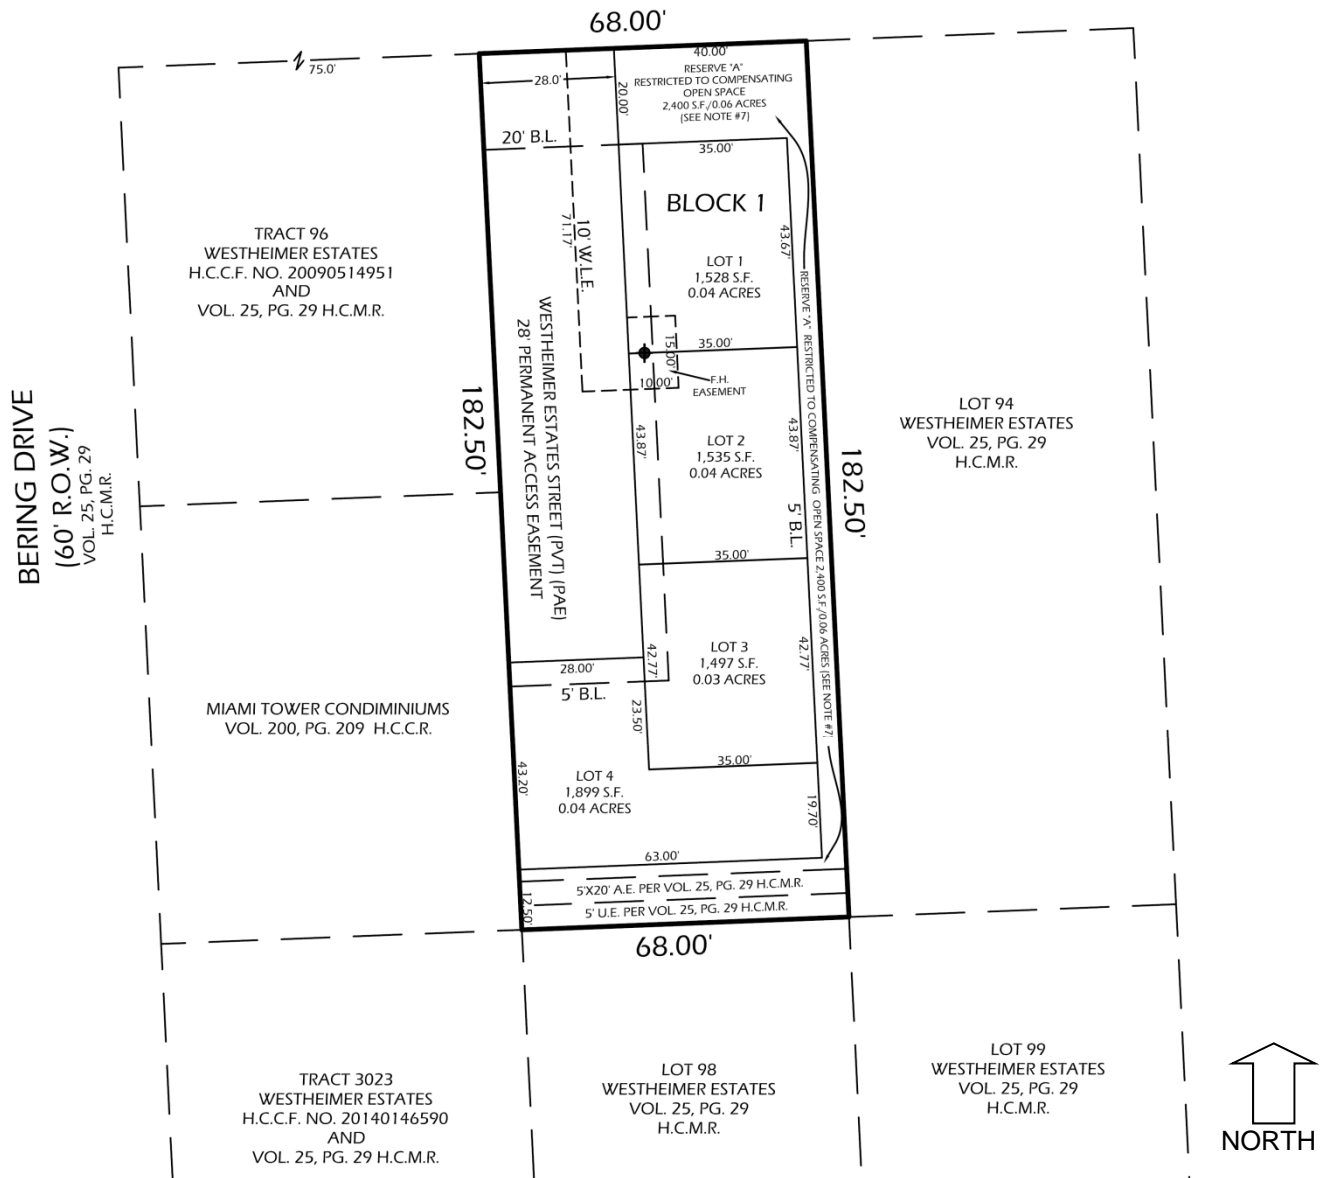 68.00'
75.0'
28.0'
20.00'
40.00'
RESERVE "A"
RESTRICTED TO COMPENSATING
OPEN SPACE
2,400 S.F./0.06 ACRES
(SEE NOTE #7)
20' B.L.
35.00'
BLOCK 1
TRACT 96
WESTHEIMER ESTATES
H.C.C.F. NO. 20090514951
AND
VOL. 25, PG. 29 H.C.M.R.
71.17'
10' W.L.E.
LOT 1
1,528 S.F.
0.04 ACRES
43.67'
35.00'
15.00'
10.00'
F.H.
EASEMENT
WESTHEIMER ESTATES STREET (PVT) (PAE)
28' PERMANENT ACCESS EASEMENT
BERING DRIVE
(60' R.O.W.)
VOL. 25, PG. 29
H.C.M.R.
182.50'
43.87'
LOT 2
1,535 S.F.
0.04 ACRES
43.87'
5' B.L.
RESERVE "A" RESTRICTED TO COMPENSATING OPEN SPACE 2,400 S.F./0.06 ACRES (SEE NOTE #7)
182.50'
LOT 94
WESTHEIMER ESTATES
VOL. 25, PG. 29
H.C.M.R.
35.00'
LOT 3
1,497 S.F.
0.03 ACRES
42.77'
42.77'
28.00'
5' B.L.
23.50'
MIAMI TOWER CONDIMINIUMS
VOL. 200, PG. 209 H.C.C.R.
35.00'
43.20'
LOT 4
1,899 S.F.
0.04 ACRES
19.70'
63.00'
5'X20' A.E. PER VOL. 25, PG. 29 H.C.M.R.
12.50'
5' U.E. PER VOL. 25, PG. 29 H.C.M.R.
68.00'
TRACT 3023
WESTHEIMER ESTATES
H.C.C.F. NO. 20140146590
AND
VOL. 25, PG. 29 H.C.M.R.
LOT 98
WESTHEIMER ESTATES
VOL. 25, PG. 29
H.C.M.R.
LOT 99
WESTHEIMER ESTATES
VOL. 25, PG. 29
H.C.M.R.
NORTH